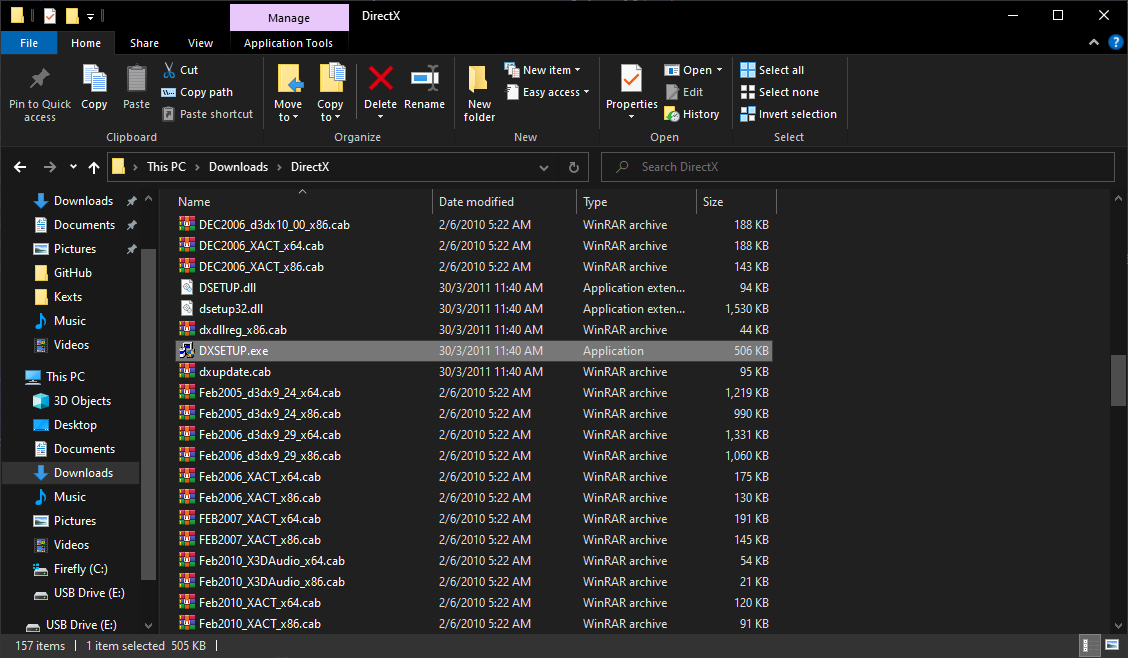 Manage
DirectX
File
Home
Share
View
Application Tools
Pin to Quick access
Copy
Paste
Cut
Copy path
Paste shortcut
Clipboard
Move to
Copy to
Delete
Rename
Organize
New folder
New item
Easy access
New
Properties
Open
Edit
History
Open
Select all
Select none
Invert selection
Select
This PC > Downloads > DirectX
Search DirectX
Downloads
Documents
Pictures
GitHub
Kexts
Music
Videos
This PC
3D Objects
Desktop
Documents
Downloads
Music
Pictures
Videos
Firefly (C:)
USB Drive (E:)
USB Drive (E:)
Name Date modified Type Size
DEC2006_d3dx10_00_x86.cab 2/6/2010 5:22 AM WinRAR archive 188 KB
DEC2006_XACT_x64.cab 2/6/2010 5:22 AM WinRAR archive 188 KB
DEC2006_XACT_x86.cab 2/6/2010 5:22 AM WinRAR archive 143 KB
DSETUP.dll 30/3/2011 11:40 AM Application exten... 94 KB
dsetup32.dll 30/3/2011 11:40 AM Application exten... 1,530 KB
dxdllreg_x86.cab 30/3/2011 11:40 AM WinRAR archive 44 KB
DXSETUP.exe 30/3/2011 11:40 AM Application 506 KB
dxupdate.cab 30/3/2011 11:40 AM WinRAR archive 95 KB
Feb2005_d3dx9_24_x64.cab 2/6/2010 5:22 AM WinRAR archive 1,219 KB
Feb2005_d3dx9_24_x86.cab 2/6/2010 5:22 AM WinRAR archive 990 KB
Feb2006_d3dx9_29_x64.cab 2/6/2010 5:22 AM WinRAR archive 1,331 KB
Feb2006_d3dx9_29_x86.cab 2/6/2010 5:22 AM WinRAR archive 1,060 KB
Feb2006_XACT_x64.cab 2/6/2010 5:22 AM WinRAR archive 175 KB
Feb2006_XACT_x86.cab 2/6/2010 5:22 AM WinRAR archive 130 KB
FEB2007_XACT_x64.cab 2/6/2010 5:22 AM WinRAR archive 191 KB
FEB2007_XACT_x86.cab 2/6/2010 5:22 AM WinRAR archive 145 KB
Feb2010_X3DAudio_x64.cab 2/6/2010 5:22 AM WinRAR archive 54 KB
Feb2010_X3DAudio_x86.cab 2/6/2010 5:22 AM WinRAR archive 21 KB
Feb2010_XACT_x64.cab 2/6/2010 5:22 AM WinRAR archive 120 KB
Feb2010_XACT_x86.cab 2/6/2010 5:22 AM WinRAR archive 91 KB
157 items 1 item selected 505 KB